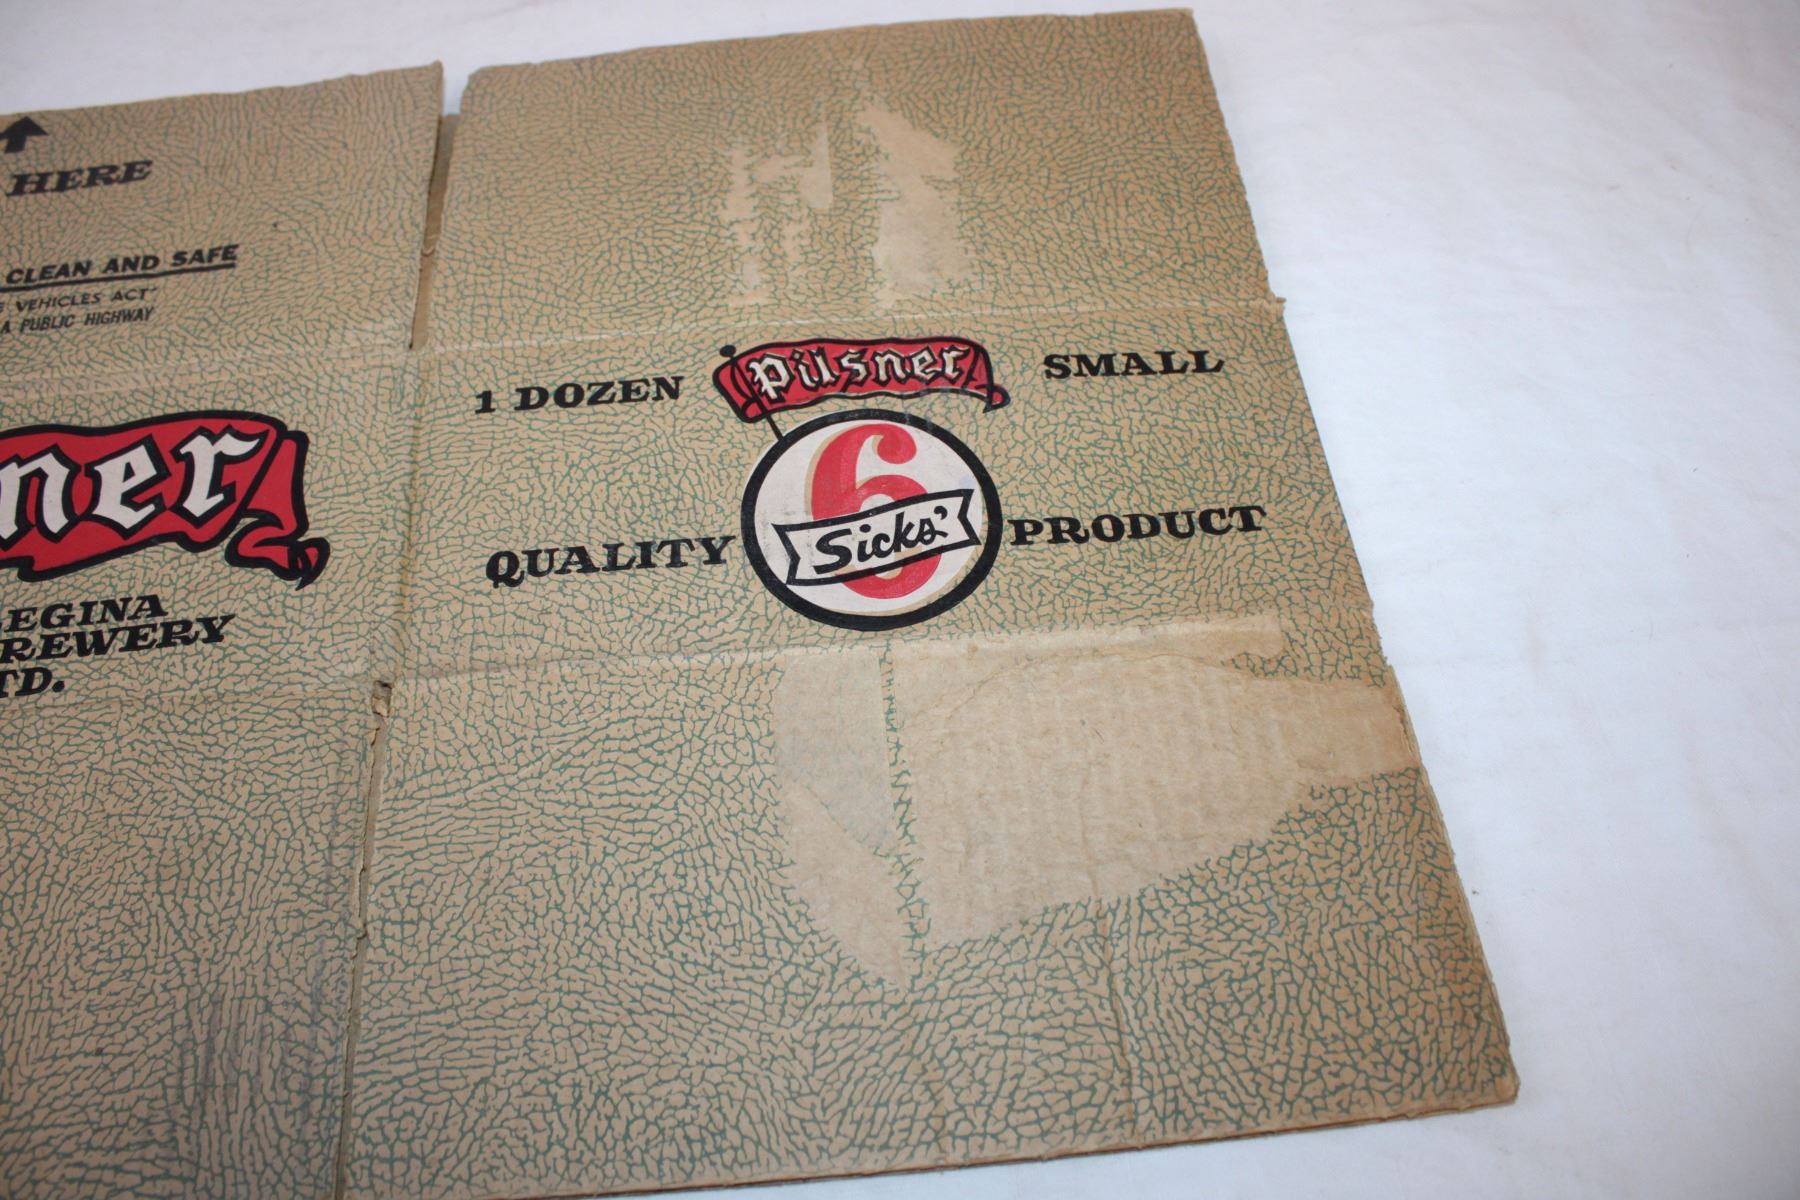 HERE
CLEAN AND SAFE
VEHICLES ACT"
A PUBLIC HIGHWAY
ner
EGINA
REWERY
TD.
1 DOZEN Pilsner SMALL
6
QUALITY Sicks' PRODUCT